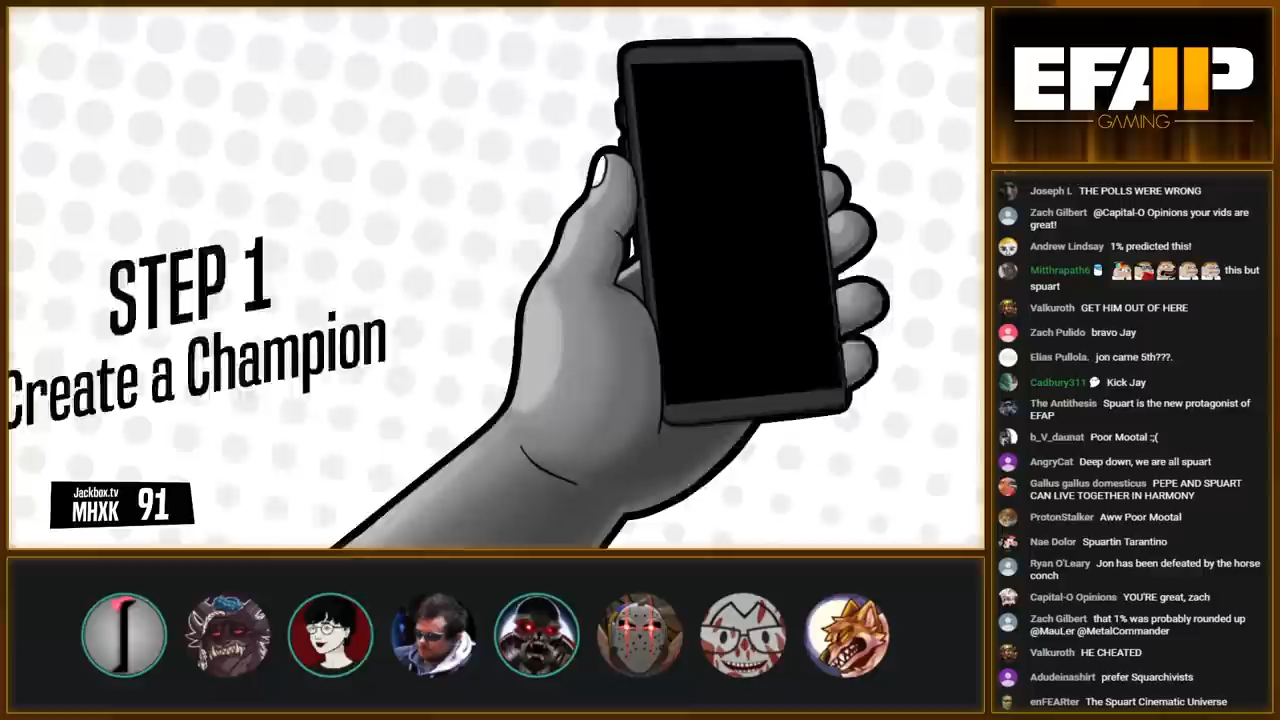 STEP 1
Create a Champion
Jackbox.tv
MHXK 91
EFAP
GAMING
Joseph I. THE POLLS WERE WRONG
Zach Gilbert @Capital-O Opinions your vids are
great!
Andrew Lindsay 1% predicted this!
Mitthrapath6 this but
spuart
Valkuroth GET HIM OUT OF HERE
Zach Pulido bravo Jay
Elias Pullola. jon came 5th???.
Cadbury311 Kick Jay
The Antithesis Spuart is the new protagonist of
EFAP
b_V_daunat Poor Mootal :;(
AngryCat Deep down, we are all spuart
Gallus gallus domesticus PEPE AND SPUART
CAN LIVE TOGETHER IN HARMONY
ProtonStalker Aww Poor Mootal
Nae Dolor Spuartin Tarantino
Ryan O'Leary Jon has been defeated by the horse
conch
Capital-O Opinions YOU'RE great, zach
Zach Gilbert that 1% was probably rounded up
@MauLer @MetalCommander
Valkuroth HE CHEATED
Adudeinashirt prefer Squarchivists
enFEARter The Spuart Cinematic Universe